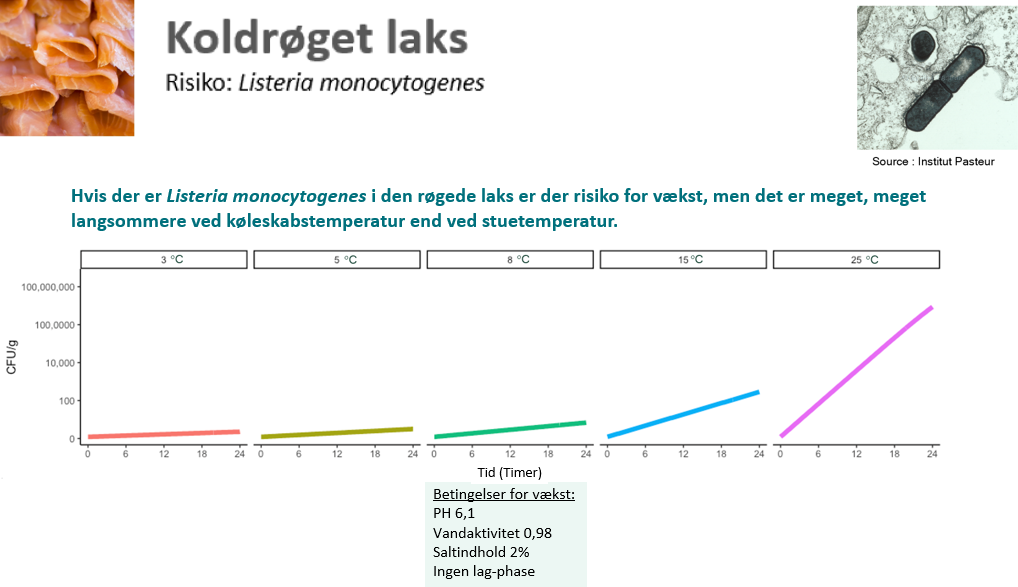 Koldrøget laks
Risiko: Listeria monocytogenes
Source : Institut Pasteur
Hvis der er Listeria monocytogenes i den røgede laks er der risiko for vækst, men det er meget, meget
langsommere ved køleskabstemperatur end ved stuetemperatur.
3 °C 5 °C 8 °C 15 °C 25 °C
100,000,000
100,0000
10,000
100
0
CFU/g
0 6 12 18 24 0 6 12 18 24 0 6 12 18 24 0 6 12 18 24 0 6 12 18 24
Tid (Timer)
Betingelser for vækst:
PH 6,1
Vandaktivitet 0,98
Saltindhold 2%
Ingen lag-phase